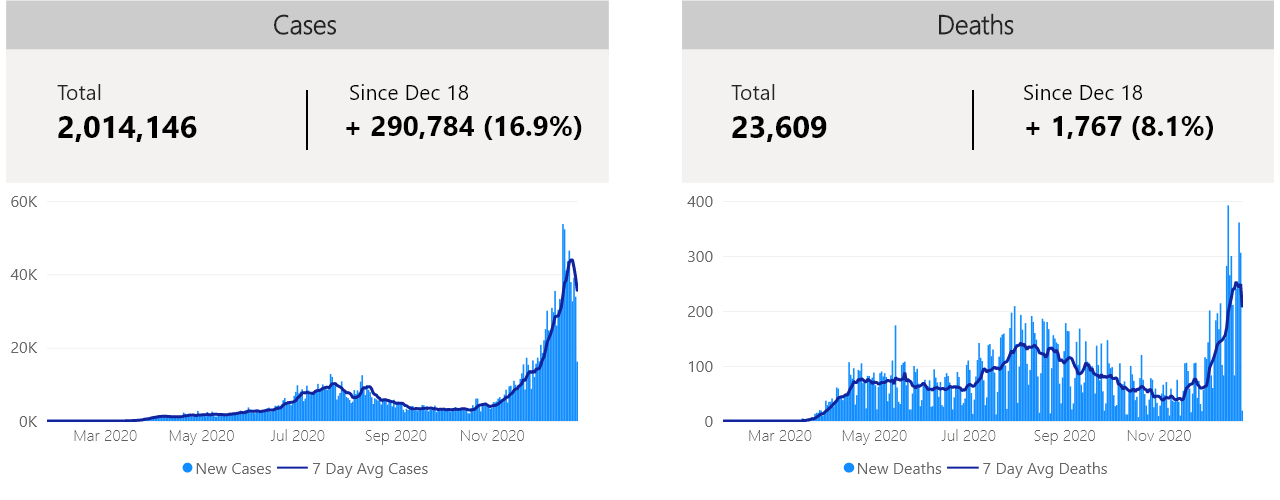 Cases
Total
2,014,146
Since Dec 18
+ 290,784 (16.9%)
60K
40K
20K
0K
Mar 2020 May 2020 Jul 2020 Sep 2020 Nov 2020
New Cases 7 Day Avg Cases
Deaths
Total
23,609
Since Dec 18
+ 1,767 (8.1%)
400
300
200
100
0
Mar 2020 May 2020 Jul 2020 Sep 2020 Nov 2020
New Deaths 7 Day Avg Deaths